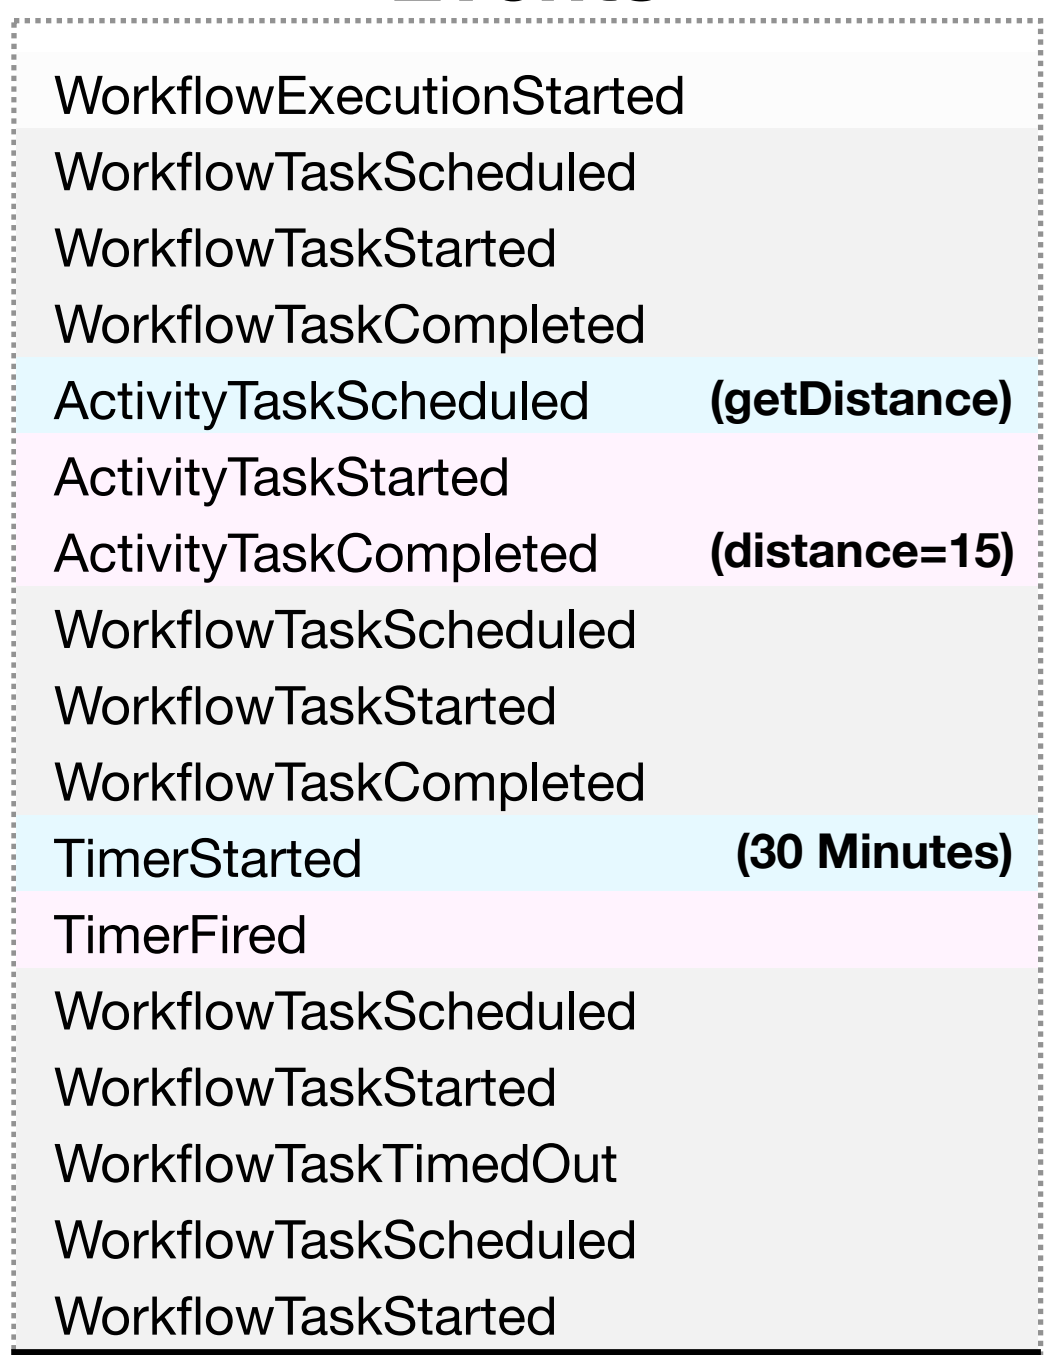 WorkflowExecutionStarted
WorkflowTaskScheduled
WorkflowTaskStarted
WorkflowTaskCompleted
ActivityTaskScheduled (getDistance)
ActivityTaskStarted
ActivityTaskCompleted (distance=15)
WorkflowTaskScheduled
WorkflowTaskStarted
WorkflowTaskCompleted
TimerStarted (30 Minutes)
TimerFired
WorkflowTaskScheduled
WorkflowTaskStarted
WorkflowTaskTimedOut
WorkflowTaskScheduled
WorkflowTaskStarted